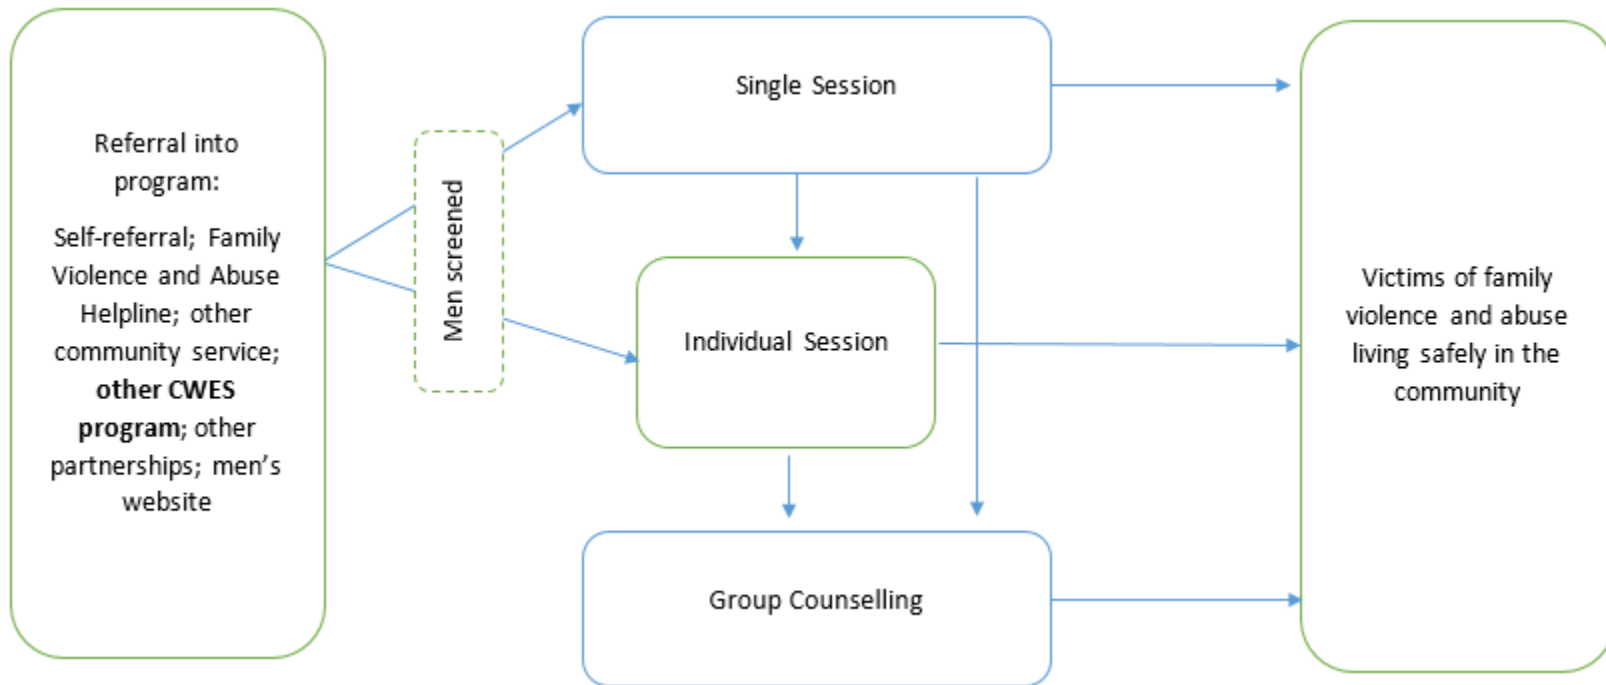 Referral into
program:
Self-referral; Family
Violence and Abuse
Helpline; other
community service;
other CWES
program; other
partnerships; men's
website
Men screened
Single Session
Individual Session
Group Counselling
Victims of family
violence and abuse
living safely in the
community